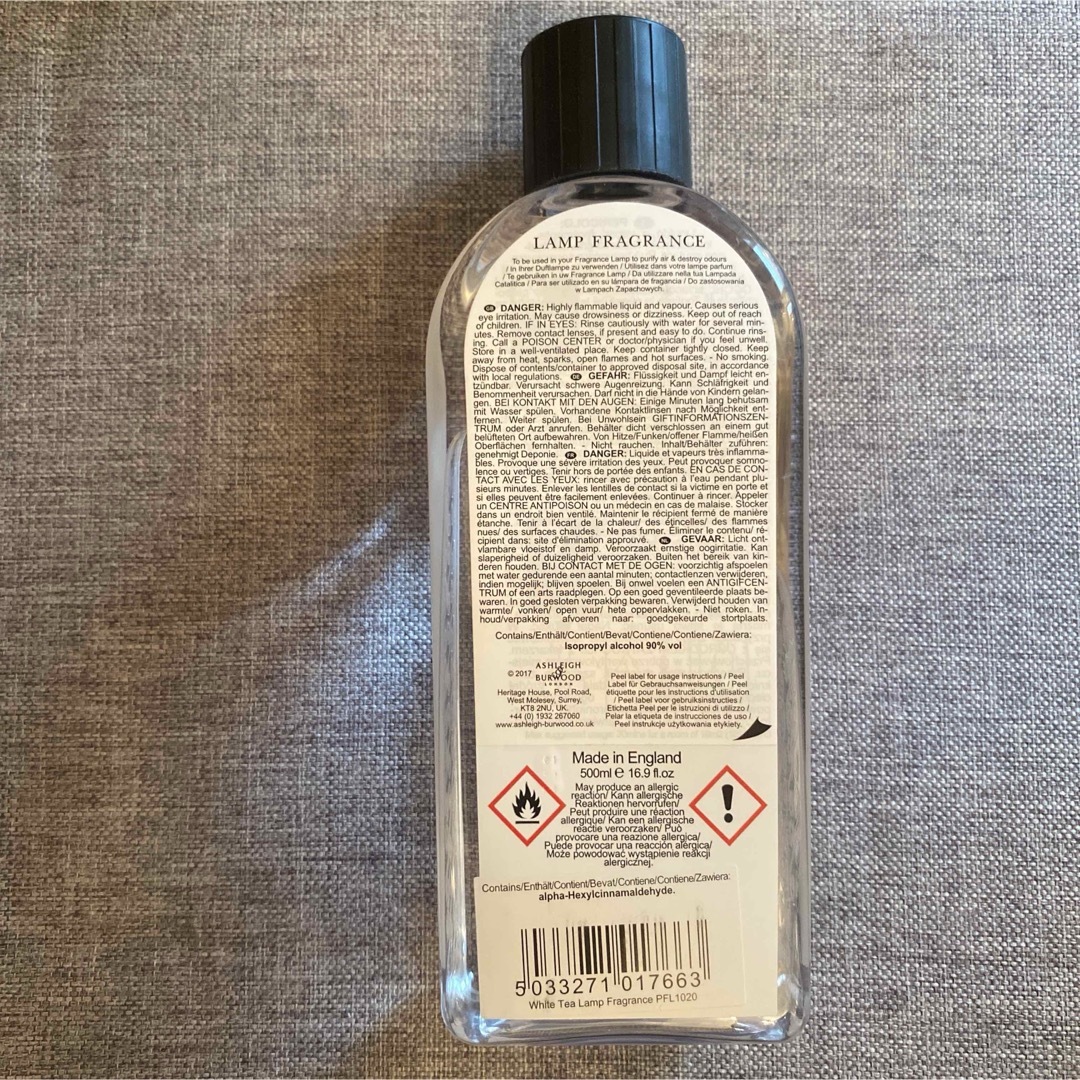 LAMP FRAGRANCE
To be used in your Fragrance Lamp to purify air & destroy odours
/ In Ihrer Duftlampe zu verwenden / Utilisez dans votre lampe parfum
/ Te gebruiken in uw Fragrance Lamp / Da utilizzare nella tua Lampada
Catalitica / Para ser utilizado en su lámpara de fragancia / Do zastosowania
w Lampach Zapachowych.
GB DANGER: Highly flammable liquid and vapour. Causes serious
eye irritation. May cause drowsiness or dizziness. Keep out of reach
of children. IF IN EYES: Rinse cautiously with water for several min-
utes. Remove contact lenses, if present and easy to do. Continue rins-
ing. Call a POISON CENTER or doctor/physician if you feel unwell.
Store in a well-ventilated place. Keep container tightly closed. Keep
away from heat, sparks, open flames and hot surfaces. - No smoking.
Dispose of contents/container to approved disposal site, in accordance
with local regulations. DE GEFAHR: Flüssigkeit und Dampf leicht en-
tzündbar. Verursacht schwere Augenreizung. Kann Schläfrigkeit und
Benommenheit verursachen. Darf nicht in die Hände von Kindern gelan-
gen. BEI KONTAKT MIT DEN AUGEN: Einige Minuten lang behutsam
mit Wasser spülen. Vorhandene Kontaktlinsen nach Möglichkeit ent-
fernen. Weiter spülen. Bei Unwohlsein GIFTINFORMATIONSZEN-
TRUM oder Arzt anrufen. Behälter dicht verschlossen an einem gut
belüfteten Ort aufbewahren. Von Hitze/Funken/offener Flamme/heißen
Oberflächen fernhalten. - Nicht rauchen. Inhalt/Behälter zuführen:
genehmigt Deponie. FR DANGER: Liquide et vapeurs très inflamma-
bles. Provoque une sévère irritation des yeux. Peut provoquer somno-
lence ou vertiges. Tenir hors de portée des enfants. EN CAS DE CON-
TACT AVEC LES YEUX: rincer avec précaution à l'eau pendant plu-
sieurs minutes. Enlever les lentilles de contact si la victime en porte et
si elles peuvent être facilement enlevées. Continuer à rincer. Appeler
un CENTRE ANTIPOISON ou un médecin en cas de malaise. Stocker
dans un endroit bien ventilé. Maintenir le récipient fermé de manière
étanche. Tenir à l'écart de la chaleur/ des étincelles/ des flammes
nues/ des surfaces chaudes. - Ne pas fumer. Éliminer le contenu/ ré-
cipient dans: site d'élimination approuvé. NL GEVAAR: Licht ont-
vlambare vloeistof en damp. Veroorzaakt ernstige oogirritatie. Kan
slaperigheid of duizeligheid veroorzaken. Buiten het bereik van kin-
deren houden. BIJ CONTACT MET DE OGEN: voorzichtig afspoelen
met water gedurende een aantal minuten; contactlenzen verwijderen,
indien mogelijk; blijven spoelen. Bij onwel voelen een ANTIGIFCEN-
TRUM of een arts raadplegen. Op een goed geventileerde plaats be-
waren. In goed gesloten verpakking bewaren. Verwijderd houden van
warmte/ vonken/ open vuur/ hete oppervlakken. - Niet roken. In-
houd/verpakking afvoeren naar: goedgekeurde stortplaats.
Contains/Enthält/Contient/Bevat/Contiene/Contiene/Zawiera:
Isopropyl alcohol 90% vol
© 2017 ASHLEIGH
&
BURWOOD
LONDON
Heritage House, Pool Road,
West Molesey, Surrey,
KT8 2NU, UK.
+44 (0) 1932 267060
www.ashleigh-burwood.co.uk
Peel label for usage instructions / Peel
Label für Gebrauchsanweisungen / Peel
étiquette pour les instructions d'utilisation
/ Peel label voor gebruiksinstructies /
Etichetta Peel per le istruzioni di utilizzo /
Pelar la etiqueta de instrucciones de uso /
Peel instrukcje użytkowania etykiety.
Made in England
500ml e 16.9 fl.oz
May produce an allergic
reaction/ Kann allergische
Reaktionen hervorrufen/
Peut produire une réaction
allergique/ Kan een allergische
reactie veroorzaken/ Può
provocare una reazione allergica/
Puede provocar una reacción alérgica/
Może powodować wystąpienie reakcji
alergicznej.
Contains/Enthält/Contient/Bevat/Contiene/Contiene/Zawiera:
alpha-Hexylcinnamaldehyde.
5 033271 017663
White Tea Lamp Fragrance PFL1020